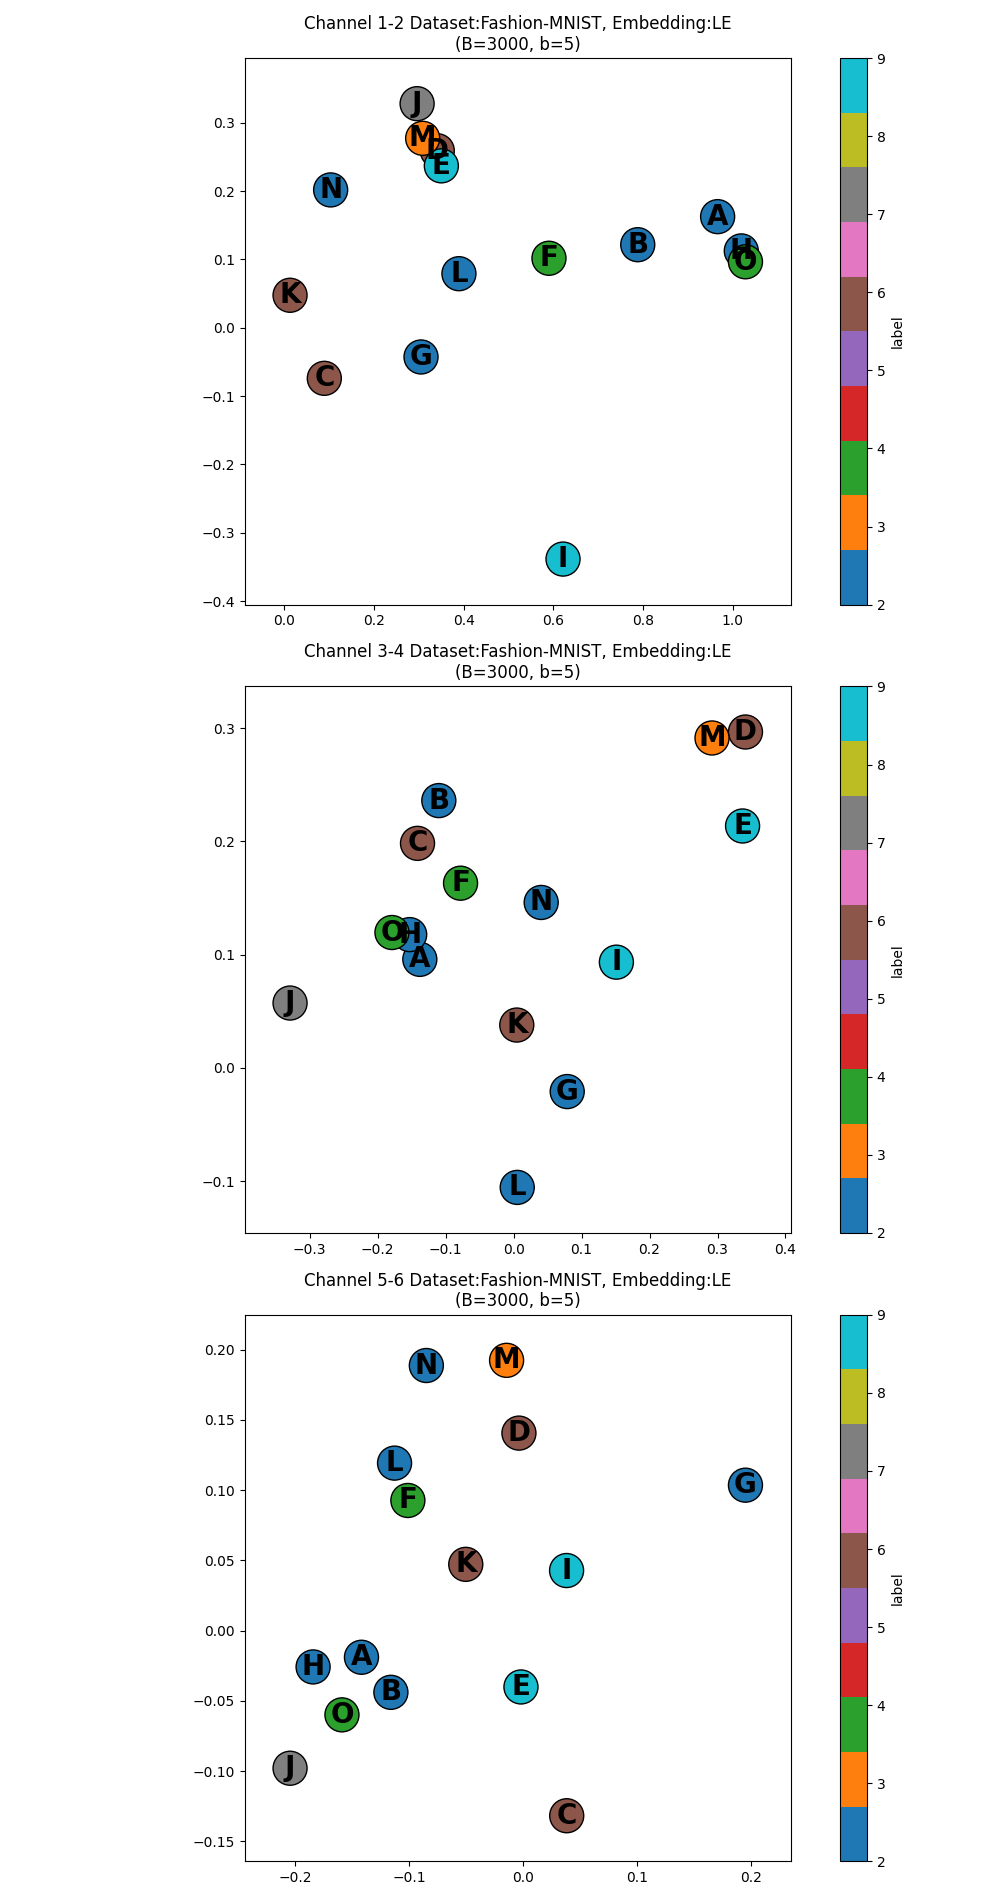 Channel 1-2 Dataset:Fashion-MNIST, Embedding:LE
(B=3000, b=5)
0.3
0.2
0.1
0.0
−0.1
−0.2
−0.3
−0.4
0.0 0.2 0.4 0.6 0.8 1.0
J
M
D
E
N
A
B
H
O
F
L
K
G
C
I
9
8
7
6
5
4
3
2
label
Channel 3-4 Dataset:Fashion-MNIST, Embedding:LE
(B=3000, b=5)
0.3
0.2
0.1
0.0
−0.1
−0.3 −0.2 −0.1 0.0 0.1 0.2 0.3 0.4
M D
B
E
C
F
N
O H
A
I
J
K
G
L
9
8
7
6
5
4
3
2
label
Channel 5-6 Dataset:Fashion-MNIST, Embedding:LE
(B=3000, b=5)
0.20
0.15
0.10
0.05
0.00
−0.05
−0.10
−0.15
−0.2 −0.1 0.0 0.1 0.2
N M
D
L
G
F
K I
A
H
B E
O
J
C
9
8
7
6
5
4
3
2
label